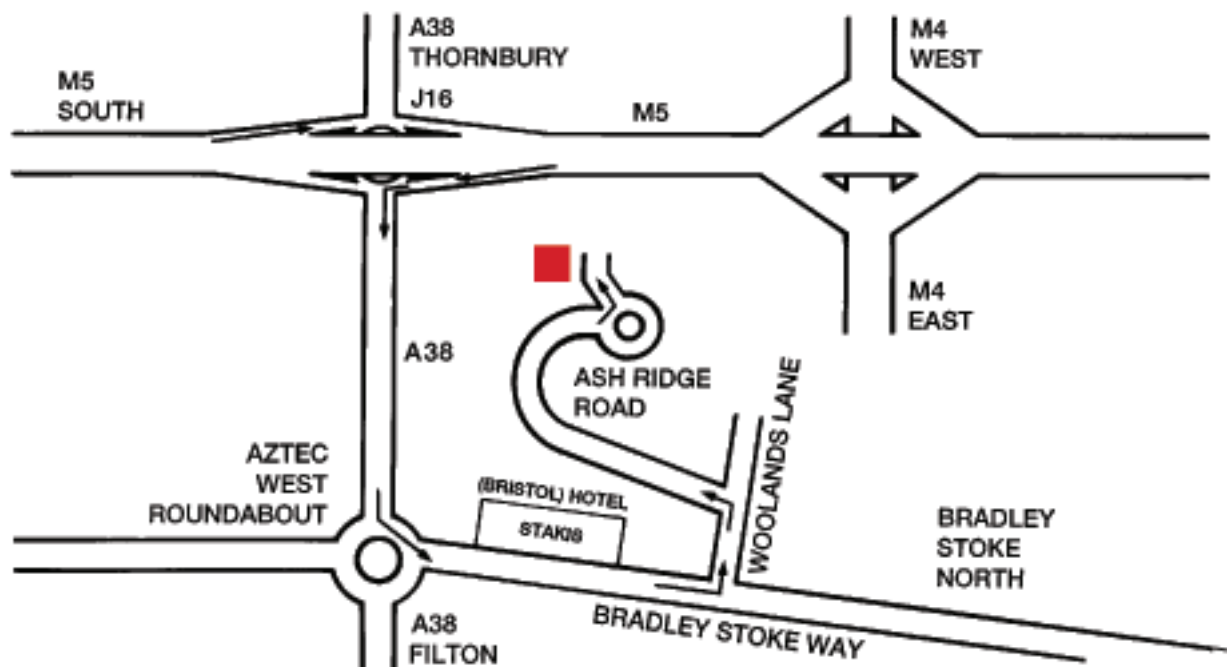 A38
THORNBURY
M4
WEST
M5
SOUTH
J16
M5
M4
EAST
A38
ASH RIDGE
ROAD
WOOLANDS LANE
AZTEC
WEST
ROUNDABOUT
(BRISTOL) HOTEL
STAKIS
BRADLEY
STOKE
NORTH
BRADLEY STOKE WAY
A38
FILTON